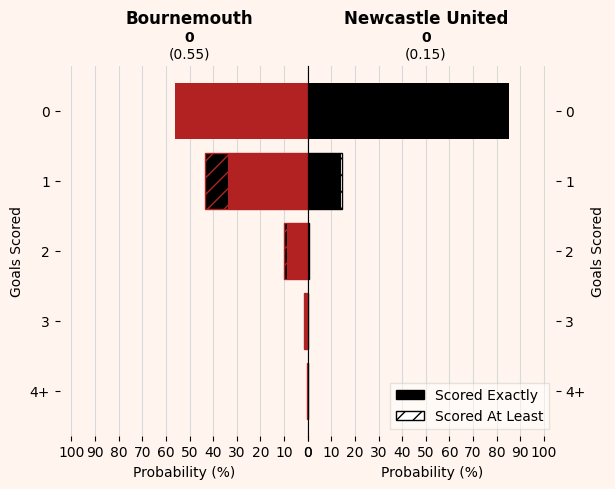 Bournemouth Newcastle United
0 0
(0.55) (0.15)
0 0
1 1
2 2
3 3
4+ 4+
Goals Scored Goals Scored
Scored Exactly
Scored At Least
100 90 80 70 60 50 40 30 20 10 0 0 10 20 30 40 50 60 70 80 90 100
Probability (%) Probability (%)